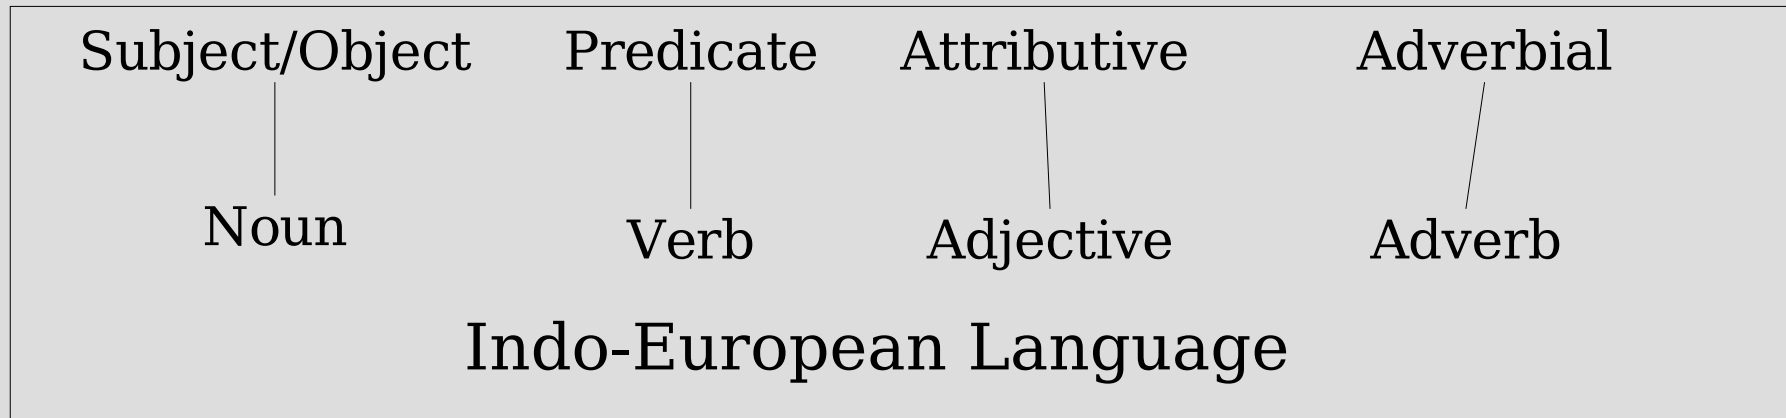 Subject/Object Predicate Attributive Adverbial
Noun Verb Adjective Adverb
Indo-European Language